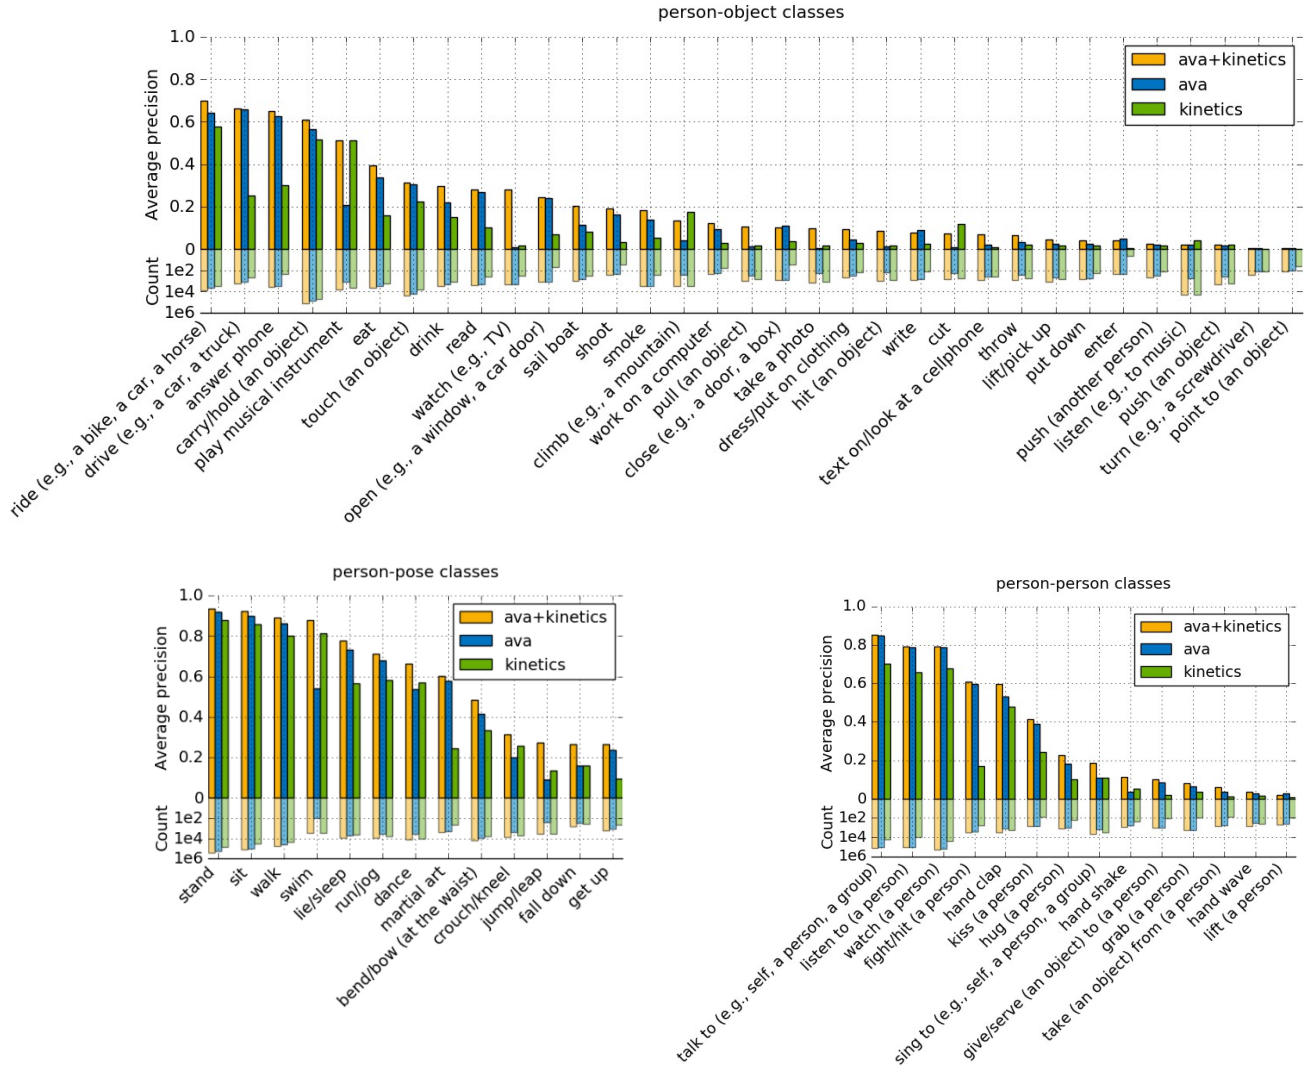 person-object classes
1.0
0.8
0.6
0.4
0.2
0
1e2
1e4
1e6
Average precision
Count
ava+kinetics
ava
kinetics
ride (e.g., a bike, a car, a horse)
drive (e.g., a car, a truck)
answer phone
carry/hold (an object)
play musical instrument
eat
touch (an object)
drink
read
watch (e.g., TV)
open (e.g., a window, a car door)
sail boat
shoot
smoke
climb (e.g., a mountain)
work on a computer
pull (an object)
close (e.g., a door, a box)
take a photo
dress/put on clothing
hit (an object)
write
cut
text on/look at a cellphone
throw
lift/pick up
put down
enter
push (another person)
listen (e.g., to music)
push (an object)
turn (e.g., a screwdriver)
point to (an object)
person-pose classes
1.0
0.8
0.6
0.4
0.2
0
1e2
1e4
1e6
Average precision
Count
ava+kinetics
ava
kinetics
stand
sit
walk
swim
lie/sleep
run/jog
dance
martial art
bend/bow (at the waist)
crouch/kneel
jump/leap
fall down
get up
person-person classes
1.0
0.8
0.6
0.4
0.2
0
1e2
1e4
1e6
Average precision
Count
ava+kinetics
ava
kinetics
talk to (e.g., self, a person, a group)
listen to (a person)
watch (a person)
fight/hit (a person)
hand clap
kiss (a person)
hug (a person)
sing to (e.g., self, a person, a group)
hand shake
give/serve (an object) to (a person)
grab (a person)
take (an object) from (a person)
hand wave
lift (a person)